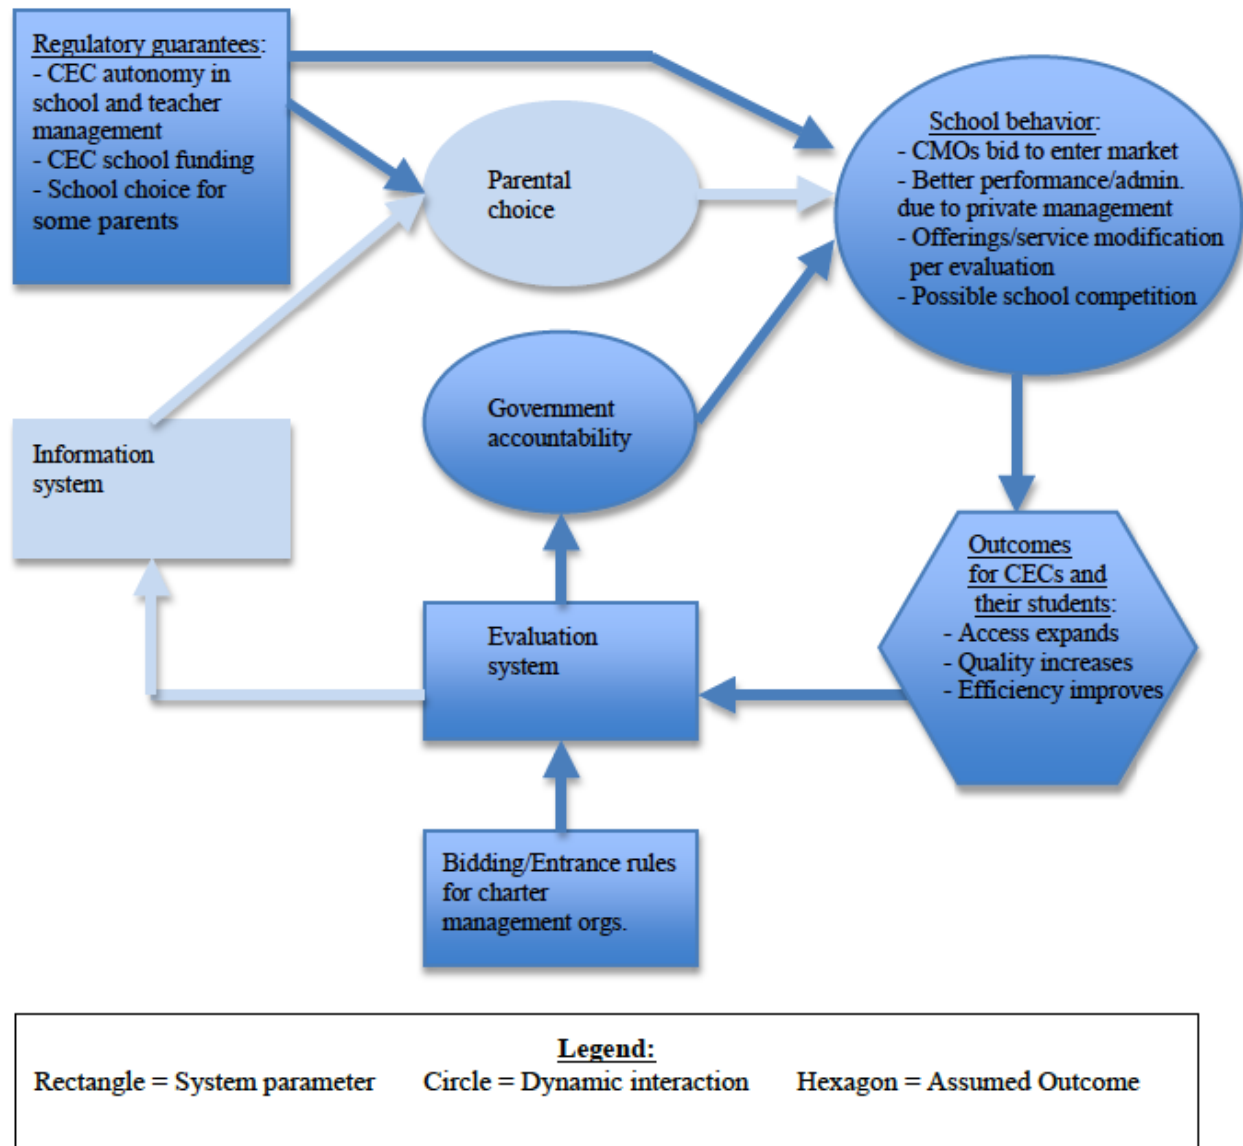 Regulatory guarantees:
- CEC autonomy in
school and teacher
management
- CEC school funding
- School choice for
some parents
Parental
choice
School behavior:
- CMOs bid to enter market
- Better performance/admin.
due to private management
- Offerings/service modification
per evaluation
- Possible school competition
Information
system
Government
accountability
Outcomes
for CECs and
their students:
- Access expands
- Quality increases
- Efficiency improves
Evaluation
system
Bidding/Entrance rules
for charter
management orgs.
Legend:
Rectangle = System parameter Circle = Dynamic interaction Hexagon = Assumed Outcome